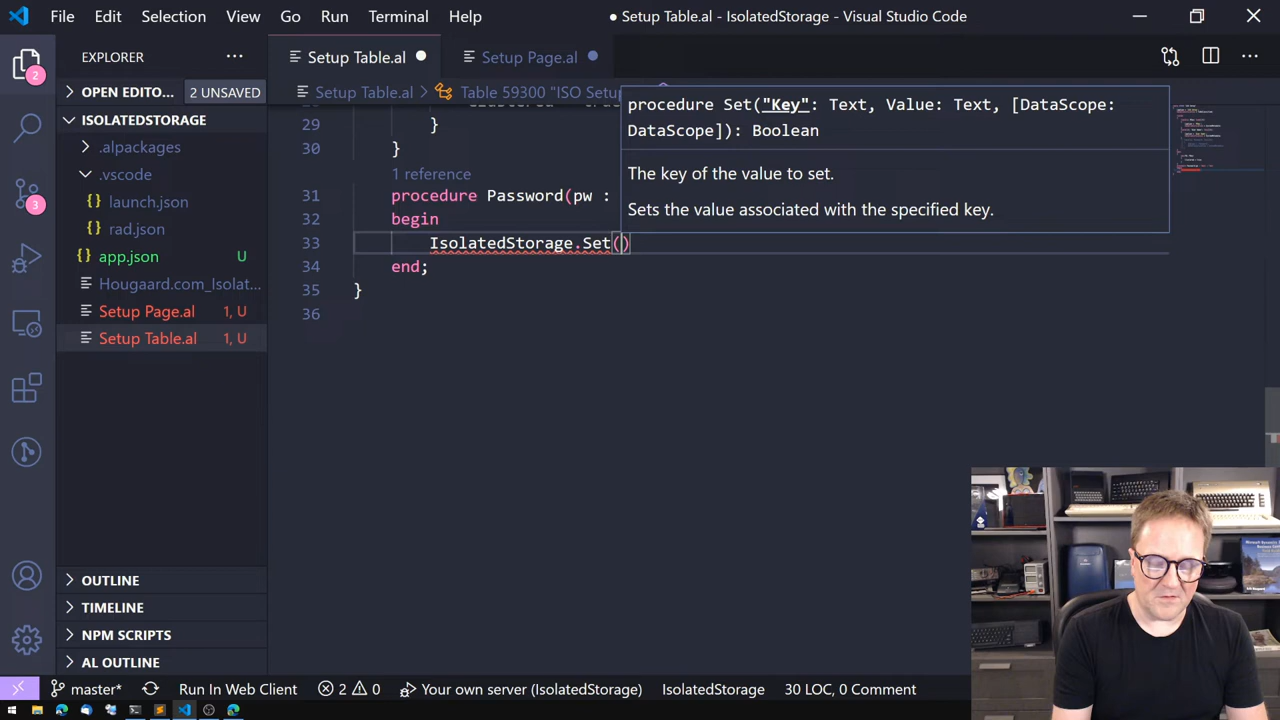 File Edit Selection View Go Run Terminal Help
● Setup Table.al - IsolatedStorage - Visual Studio Code
EXPLORER
OPEN EDITO... 2 UNSAVED
ISOLATEDSTORAGE
.alpackages
.vscode
{} launch.json
{} rad.json
{} app.json U
Hougaard.com_Isolat...
Setup Page.al 1, U
Setup Table.al 1, U
OUTLINE
TIMELINE
NPM SCRIPTS
AL OUTLINE
2
3
Setup Table.al
Setup Page.al
Setup Table.al > Table 59300 "ISO Setu
procedure Set("Key": Text, Value: Text, [DataScope:
DataScope]): Boolean
The key of the value to set.
Sets the value associated with the specified key.
29 }
30 }
1 reference
31 procedure Password(pw :
32 begin
33 IsolatedStorage.Set()
34 end;
35 }
36
master* Run In Web Client 2 0 Your own server (IsolatedStorage) IsolatedStorage 30 LOC, 0 Comment